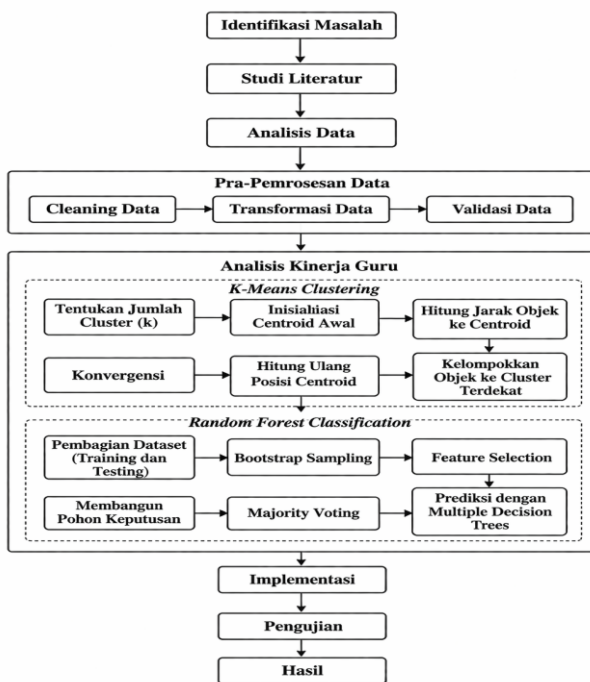 Identifikasi Masalah
Studi Literatur
Analisis Data
Pra-Pemrosesan Data
Cleaning Data
Transformasi Data
Validasi Data
Analisis Kinerja Guru
K-Means Clustering
Tentukan Jumlah
Cluster (k)
Inisialhiasi
Centroid Awal
Hitung Jarak Objek
ke Centroid
Konvergensi
Hitung Ulang
Posisi Centroid
Kelompokkan
Objek ke Cluster
Terdekat
Random Forest Classification
Pembagian Dataset
(Training dan
Testing)
Bootstrap Sampling
Feature Selection
Membangun
Pohon Keputusan
Majority Voting
Prediksi dengan
Multiple Decision
Trees
Implementasi
Pengujian
Hasil